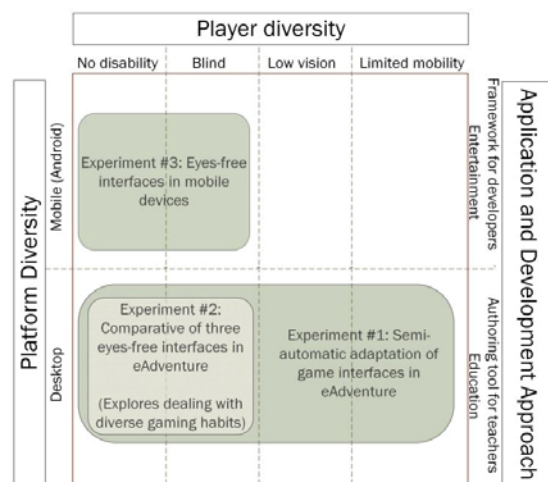 Player diversity
No disability
Blind
Low vision
Limited mobility
Platform Diversity
Mobile (Android)
Desktop
Experiment #3: Eyes-free
interfaces in mobile
devices
Experiment #2:
Comparative of three
eyes-free interfaces in
eAdventure
(Explores dealing with
diverse gaming habits)
Experiment #1: Semi-
automatic adaptation of
game interfaces in
eAdventure
Framework for developers
Entertainment
Authoring tool for teachers
Education
Application and Development Approach